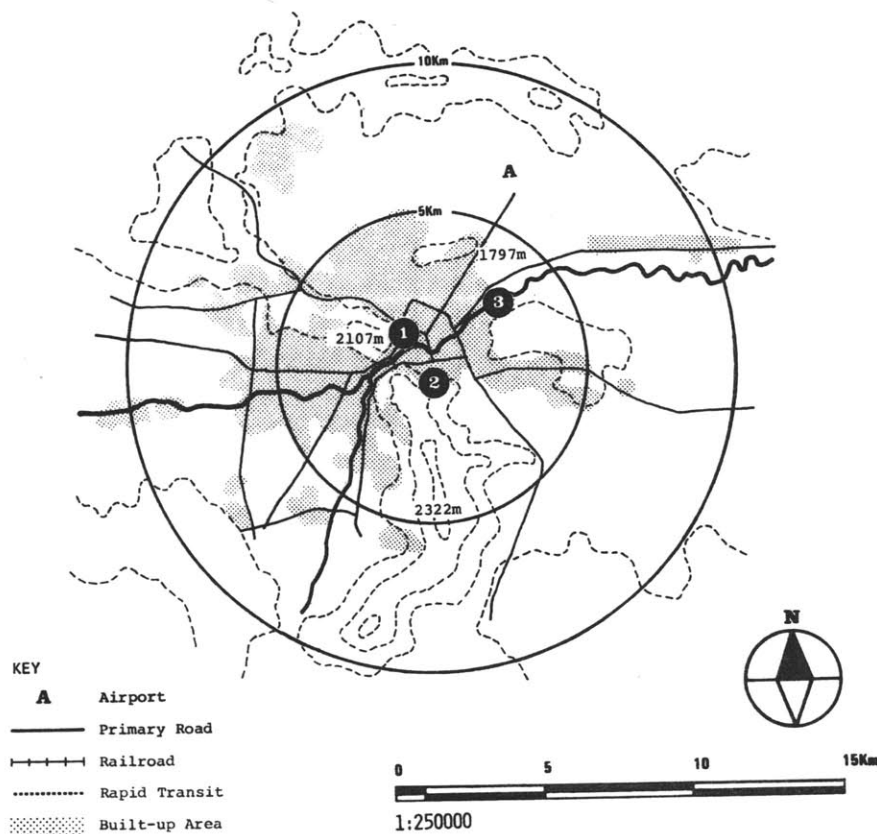 10Km
A
5Km
1797m
3
1
2107m
2
2322m
N
KEY
A Airport
Primary Road
Railroad
Rapid Transit
Built-up Area
0 5 10 15Km
1:250000